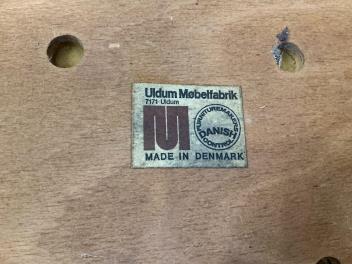 Uldum Møbelfabrik
7171 Uldum
FURNITUREMAKERS
DANISH
CONTROL
MADE IN DENMARK